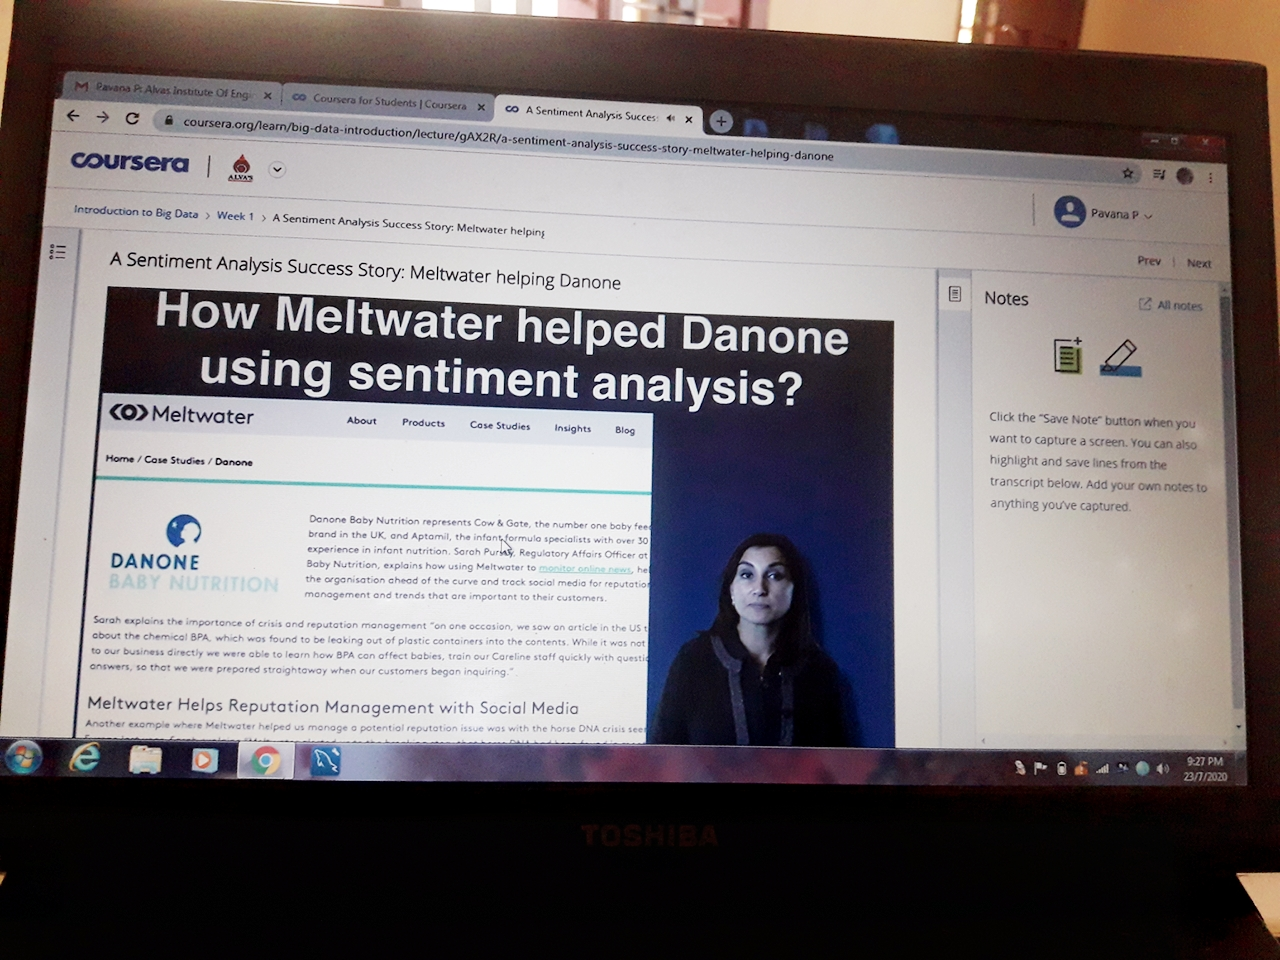 Pavana P: Alvas Institute Of Eng
Coursera for Students | Coursera
A Sentiment Analysis Succes
coursera.org/learn/big-data-introduction/lecture/gAX2R/a-sentiment-analysis-success-story-meltwater-helping-danone
coursera
ALVA'S
Pavana P
Introduction to Big Data > Week 1 > A Sentiment Analysis Success Story: Meltwater helping
Prev | Next
A Sentiment Analysis Success Story: Meltwater helping Danone
How Meltwater helped Danone
using sentiment analysis?
Meltwater
About Products Case Studies Insights Blog
Home / Case Studies / Danone
DANONE
BABY NUTRITION
Danone Baby Nutrition represents Cow & Gate, the number one baby fee
brand in the UK, and Aptamil, the infant formula specialists with over 30
experience in infant nutrition. Sarah Regulatory Affairs Officer at
Baby Nutrition, explains how using Meltwater to monitor online news, hel
the organisation ahead of the curve and track social media for reputation
management and trends that are important to their customers.
Sarah explains the importance of crisis and reputation management "on one occasion, we saw an article in the US t
about the chemical BPA, which was found to be leaking out of plastic containers into the contents. While it was not
to our business directly we were able to learn how BPA can affect babies, train our Careline staff quickly with questic
answers, so that we were prepared straightaway when our customers began inquiring."
Meltwater Helps Reputation Management with Social Media
Another example where Meltwater helped us manage a potential reputation issue was with the horse DNA crisis seen
Notes
All notes
Click the "Save Note" button when you
want to capture a screen. You can also
highlight and save lines from the
transcript below. Add your own notes to
anything you've captured.
9:27 PM
23/7/2020
TOSHIBA